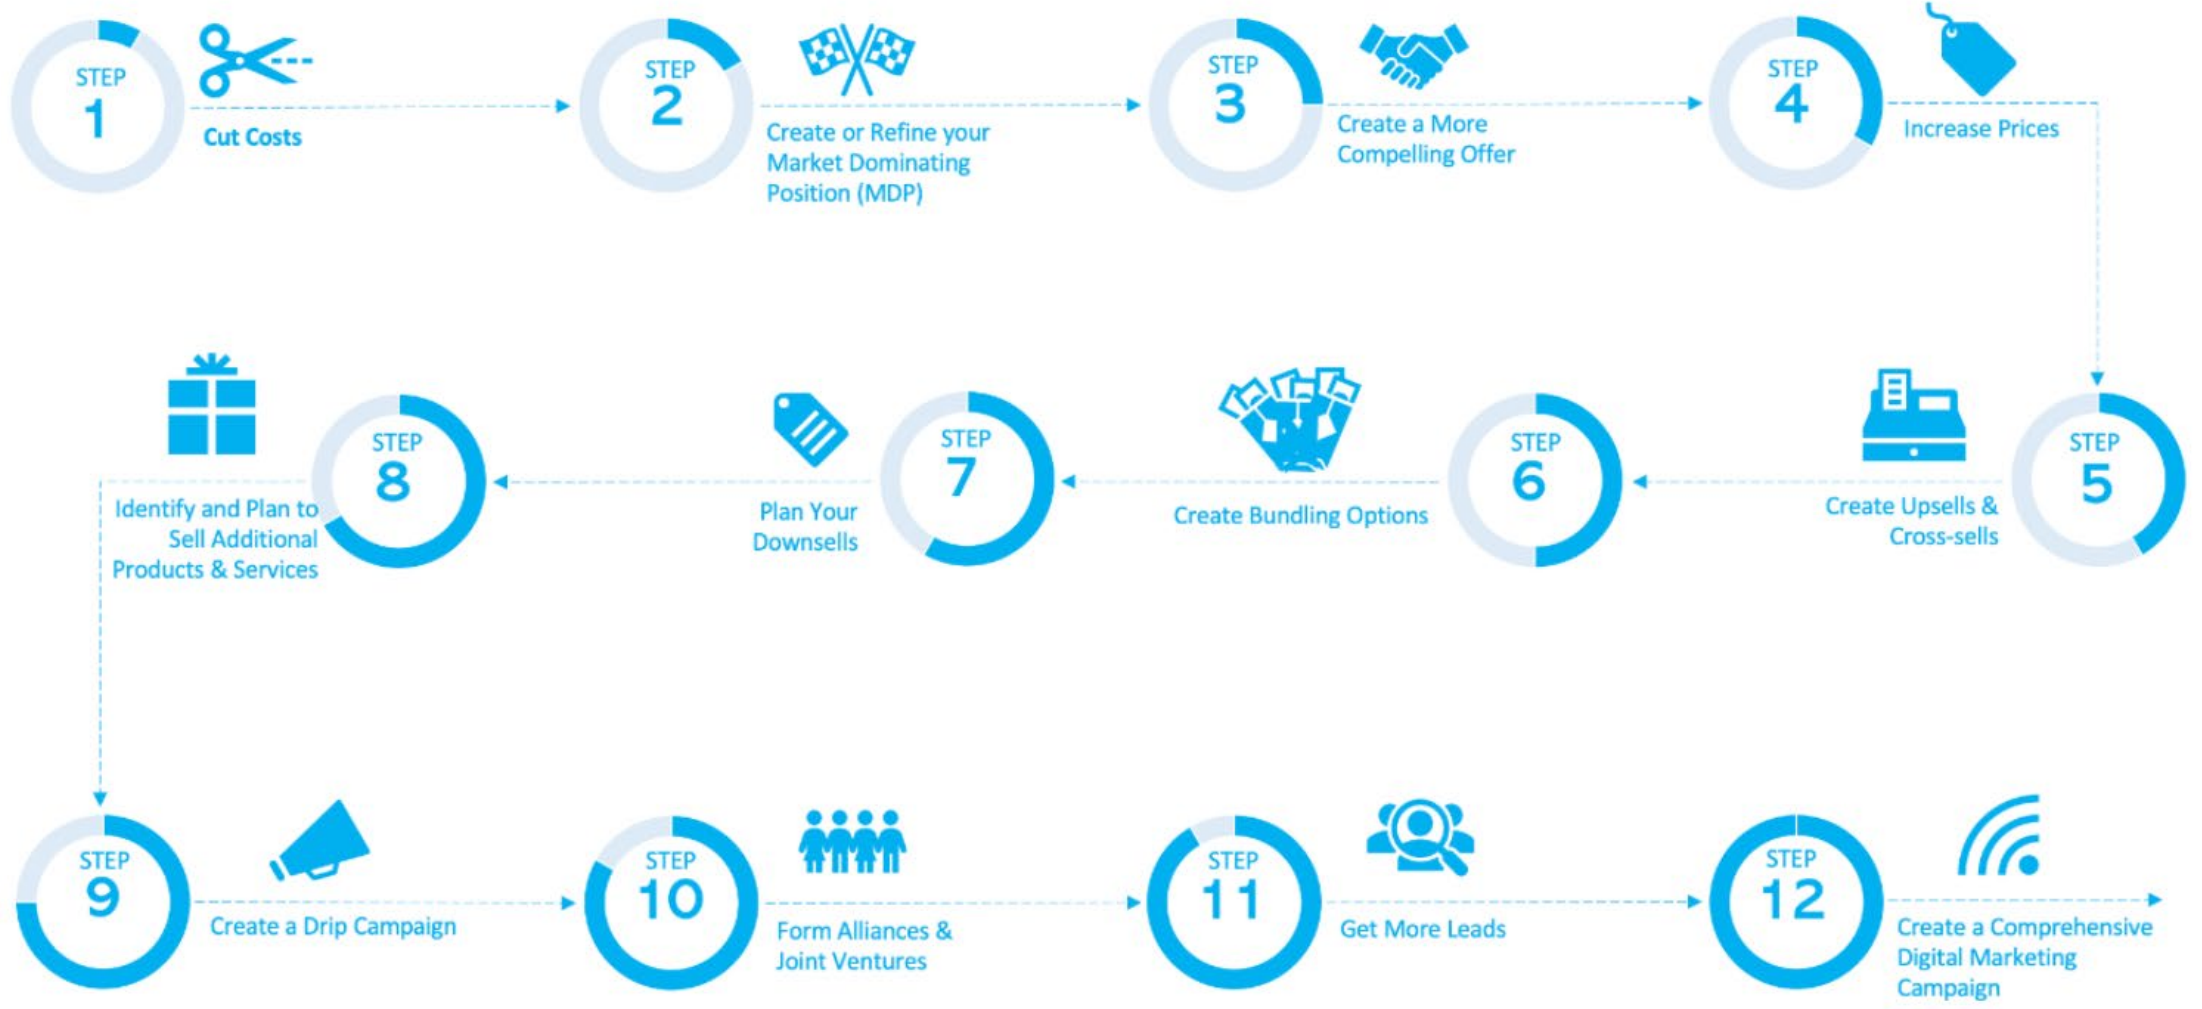 STEP
1
Cut Costs
STEP
2
Create or Refine your
Market Dominating
Position (MDP)
STEP
3
Create a More
Compelling Offer
STEP
4
Increase Prices
STEP
5
Create Upsells &
Cross-sells
STEP
6
Create Bundling Options
STEP
7
Plan Your
Downsells
STEP
8
Identify and Plan to
Sell Additional
Products & Services
STEP
9
Create a Drip Campaign
STEP
10
Form Alliances &
Joint Ventures
STEP
11
Get More Leads
STEP
12
Create a Comprehensive
Digital Marketing
Campaign